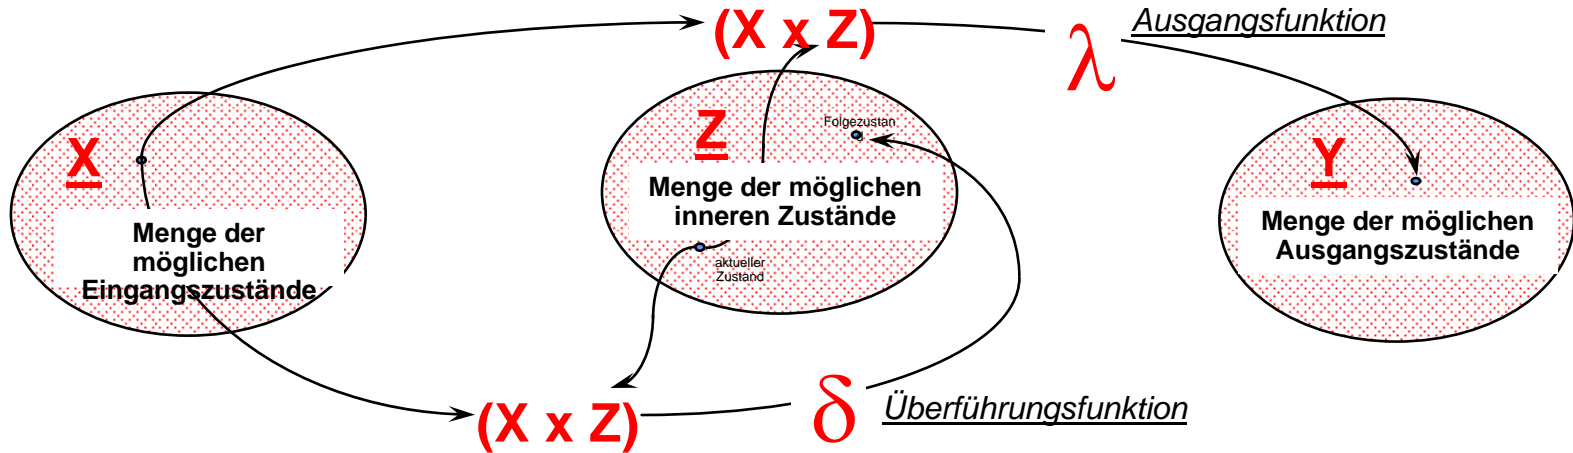 (X x Z)
λ
Ausgangsfunktion
X
Menge der
möglichen
Eingangszustände
Z
Folgezustan
Menge der möglichen
inneren Zustände
aktueller
Zustand
Y
Menge der möglichen
Ausgangszustände
(X x Z)
δ
Überführungsfunktion